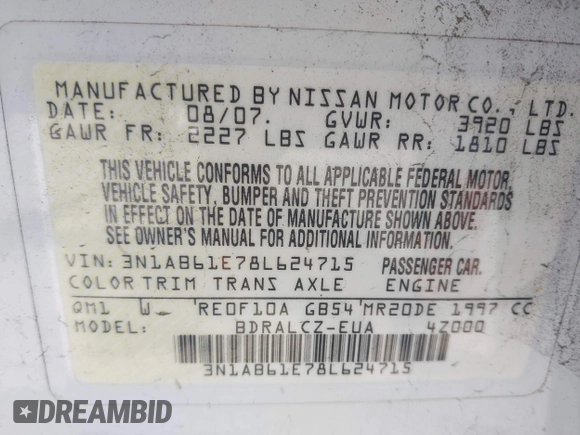 MANUFACTURED BY NISSAN MOTOR CO., LTD.
DATE: 08/07. GVWR: 3920 LBS
GAWR FR: 2227 LBS GAWR RR: 1810 LBS
THIS VEHICLE CONFORMS TO ALL APPLICABLE FEDERAL MOTOR
VEHICLE SAFETY, BUMPER AND THEFT PREVENTION STANDARDS
IN EFFECT ON THE DATE OF MANUFACTURE SHOWN ABOVE.
SEE OWNER'S MANUAL FOR ADDITIONAL INFORMATION.
VIN: 3N1AB61E78L624715 PASSENGER CAR.
COLOR TRIM TRANS AXLE ENGINE
QM1 W_ 'RE0F10A GB54'MR20DE 1997 CC
MODEL: BDRALCZ-EUA 4Z000
3N1AB61E78L624715
DREAMBID